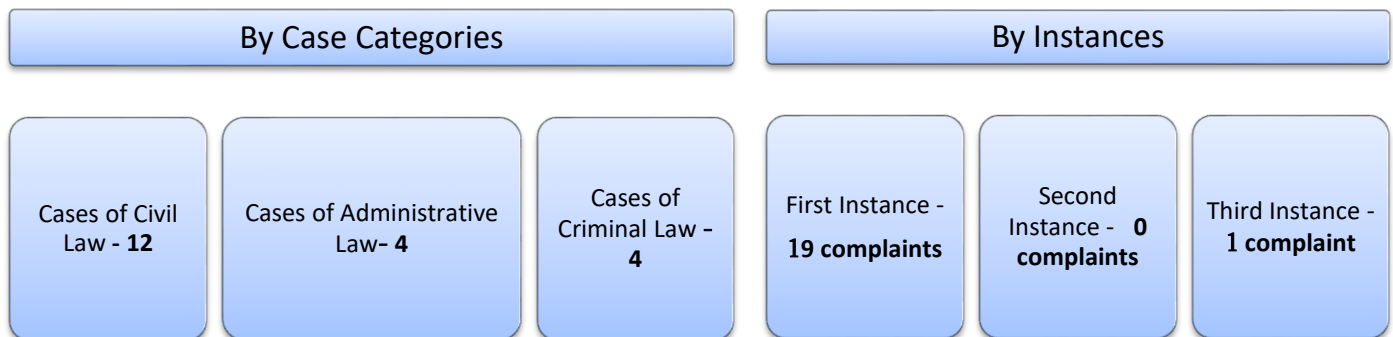 By Case Categories
By Instances
Cases of Civil
Law - 12
Cases of Administrative
Law– 4
Cases of
Criminal Law –
4
First Instance -
19 complaints
Second
Instance - 0
complaints
Third Instance -
1 complaint